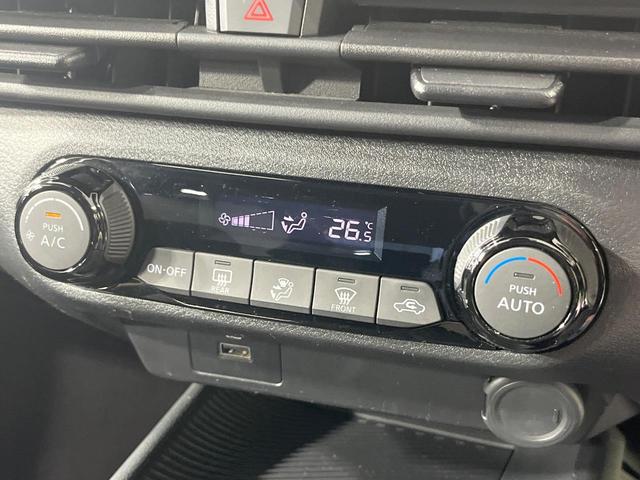 PUSH
A/C
26.5°C
ON·OFF
REAR
FRONT
PUSH
AUTO